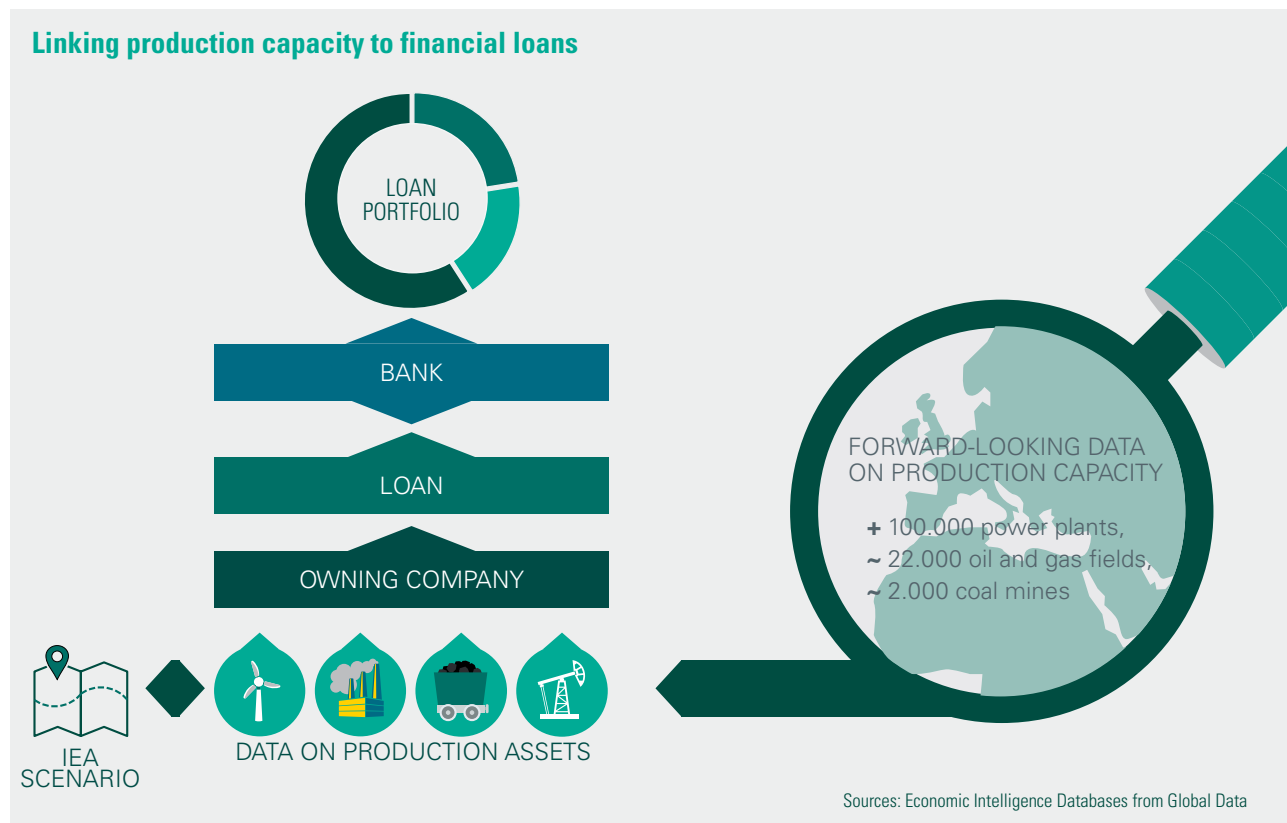 Linking production capacity to financial loans
LOAN
PORTFOLIO
BANK
LOAN
OWNING COMPANY
DATA ON PRODUCTION ASSETS
IEA
SCENARIO
FORWARD-LOOKING DATA
ON PRODUCTION CAPACITY
+ 100.000 power plants,
~ 22.000 oil and gas fields,
~ 2.000 coal mines
Sources: Economic Intelligence Databases from Global Data